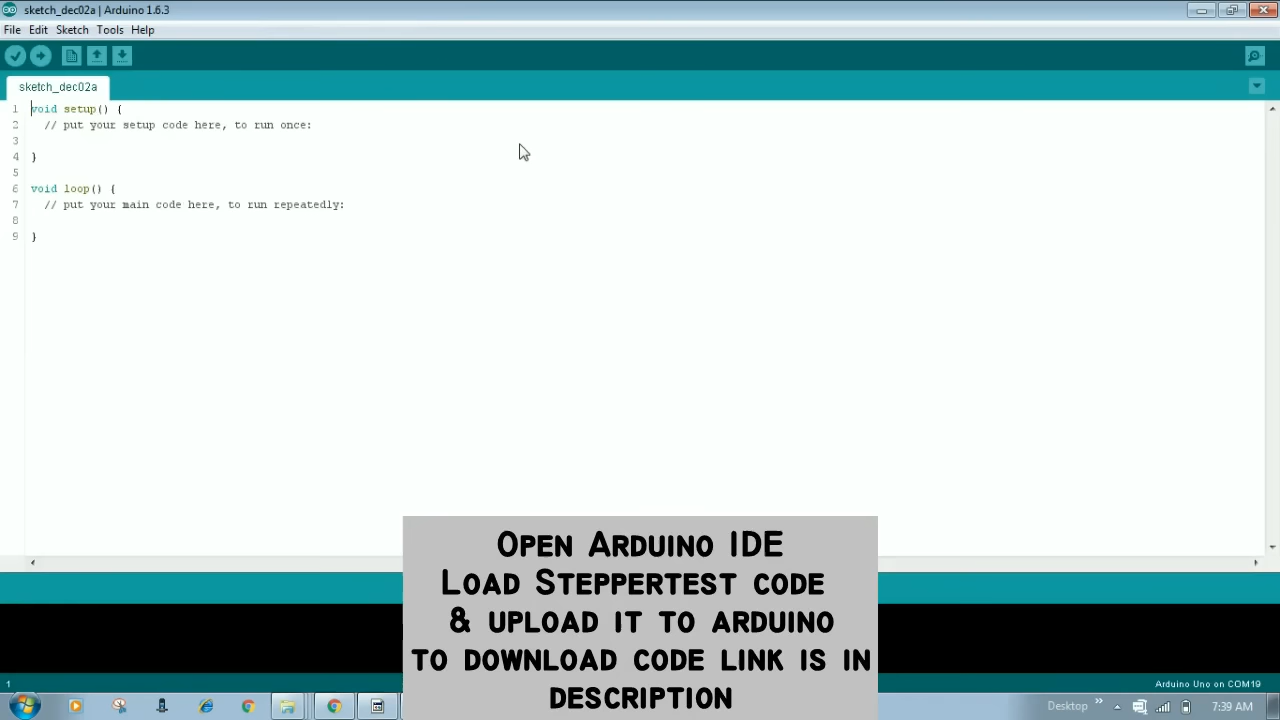 sketch_dec02a | Arduino 1.6.3
File Edit Sketch Tools Help
sketch_dec02a
1 void setup() {
2 // put your setup code here, to run once:
3
4 }
5
6 void loop() {
7 // put your main code here, to run repeatedly:
8
9 }
Open Arduino IDE
Load Steppertest code
& upload it to arduino
to download code link is in
description
1 Arduino Uno on COM19
Desktop 7:39 AM